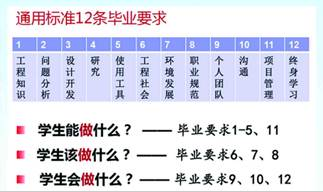 通用标准12条毕业要求
1 2 3 4 5 6 7 8 9 10 11 12
工程知识 问题分析 设计开发 研究 使用工具 工程社会 环境发展 职业规范 个人团队 沟通 项目管理 终身学习
学生能做什么？ —— 毕业要求1-5、11
学生该做什么？ —— 毕业要求6、7、8
学生会做什么？ —— 毕业要求9、10、12